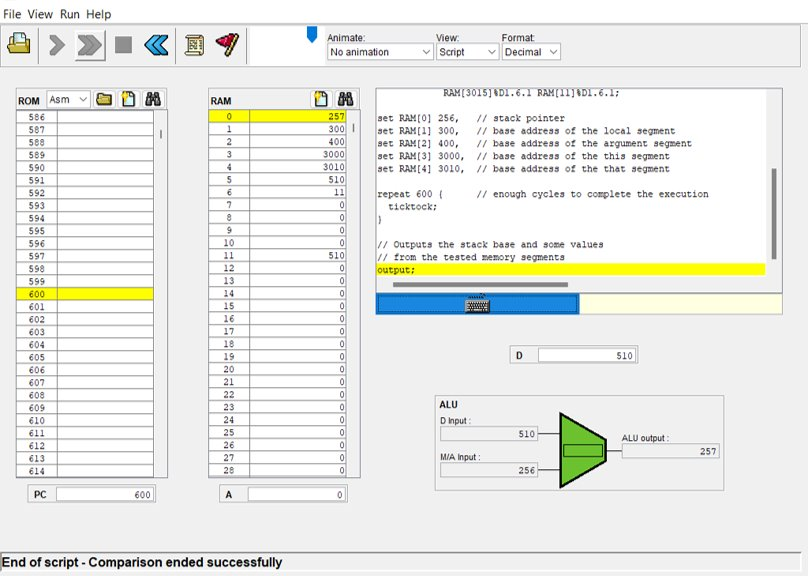 File View Run Help
Animate: View: Format:
No animation Script Decimal
ROM Asm
586
587
588
589
590
591
592
593
594
595
596
597
598
599
600
601
602
603
604
605
606
607
608
609
610
611
612
613
614
PC 600
RAM
0 257
1 300
2 400
3 3000
4 3010
5 510
6 11
7 0
8 0
9 0
10 0
11 510
12 0
13 0
14 0
15 0
16 0
17 0
18 0
19 0
20 0
21 0
22 0
23 0
24 0
25 0
26 0
27 0
28 0
A 0
RAM[3015]%D1.6.1 RAM[11]%D1.6.1;
set RAM[0] 256, // stack pointer
set RAM[1] 300, // base address of the local segment
set RAM[2] 400, // base address of the argument segment
set RAM[3] 3000, // base address of the this segment
set RAM[4] 3010, // base address of the that segment
repeat 600 { // enough cycles to complete the execution
ticktock;
}
// Outputs the stack base and some values
// from the tested memory segments
output;
D 510
ALU
D Input :
510
M/A Input :
256
ALU output :
257
End of script - Comparison ended successfully